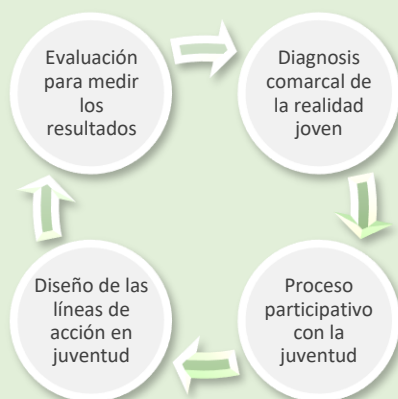 Evaluación
para medir
los
resultados
Diagnosis
comarcal de
la realidad
joven
Proceso
participativo
con la
juventud
Diseño de las
líneas de
acción en
juventud